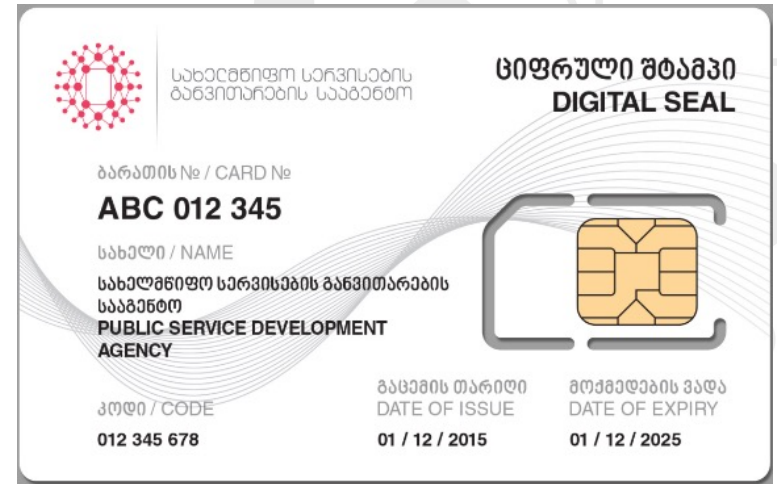 სახელმწიფო სერვისების
განვითარების სააგენტო
ციფრული შტამპი
DIGITAL SEAL
ბარათის № / CARD №
ABC 012 345
სახელი / NAME
სახელმწიფო სერვისების განვითარების
სააგენტო
PUBLIC SERVICE DEVELOPMENT
AGENCY
კოდი / CODE
012 345 678
გაცემის თარიღი
DATE OF ISSUE
01 / 12 / 2015
მოქმედების ვადა
DATE OF EXPIRY
01 / 12 / 2025